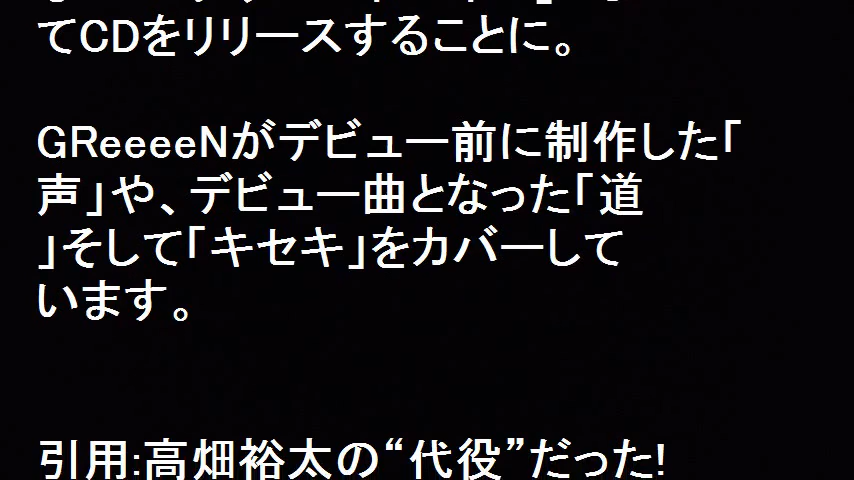 てCDをリリースすることに。
GReeeeNがデビュー前に制作した「
声」や、デビュー曲となった「道
」そして「キセキ」をカバーして
います。
引用:高畑裕太の“代役”だった!